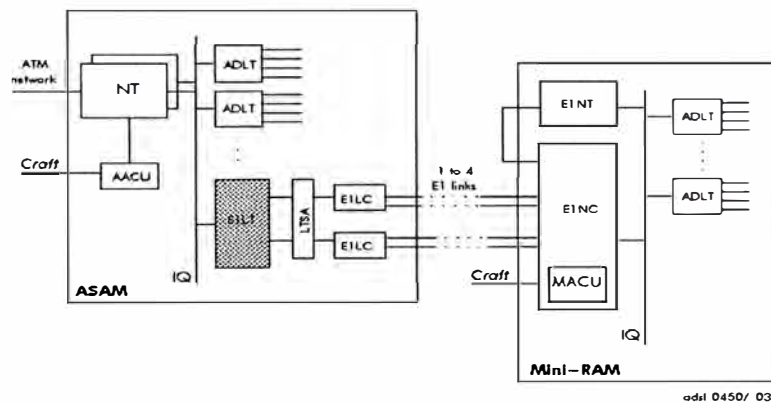 ATM
network
NT
ADLT
ADLT
Craft
AACU
E1LT
LTSA
E1LC
E1LC
IQ
ASAM
1 to 4
E1 links
E1NT
ADLT
ADLT
E1NC
Craft
MACU
IQ
Mini-RAM
adsl 0450/ 03